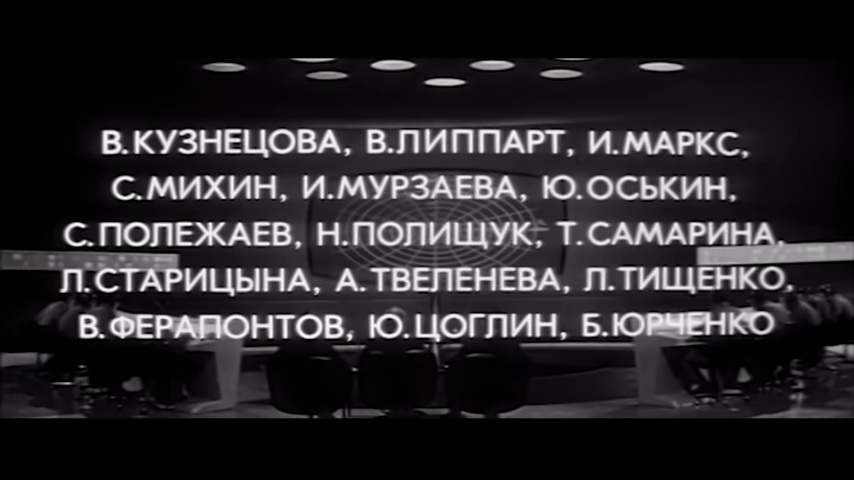 В.КУЗНЕЦОВА, В.ЛИППАРТ, И.МАРКС,
С.МИХИН, И.МУРЗАЕВА, Ю.ОСЬКИН,
С.ПОЛЕЖАЕВ, Н.ПОЛИЩУК, Т.САМАРИНА,
Л.СТАРИЦЫНА, А.ТВЕЛЕНЕВА, Л.ТИЩЕНКО,
В.ФЕРАПОНТОВ, Ю.ЦОГЛИН, Б.ЮРЧЕНКО